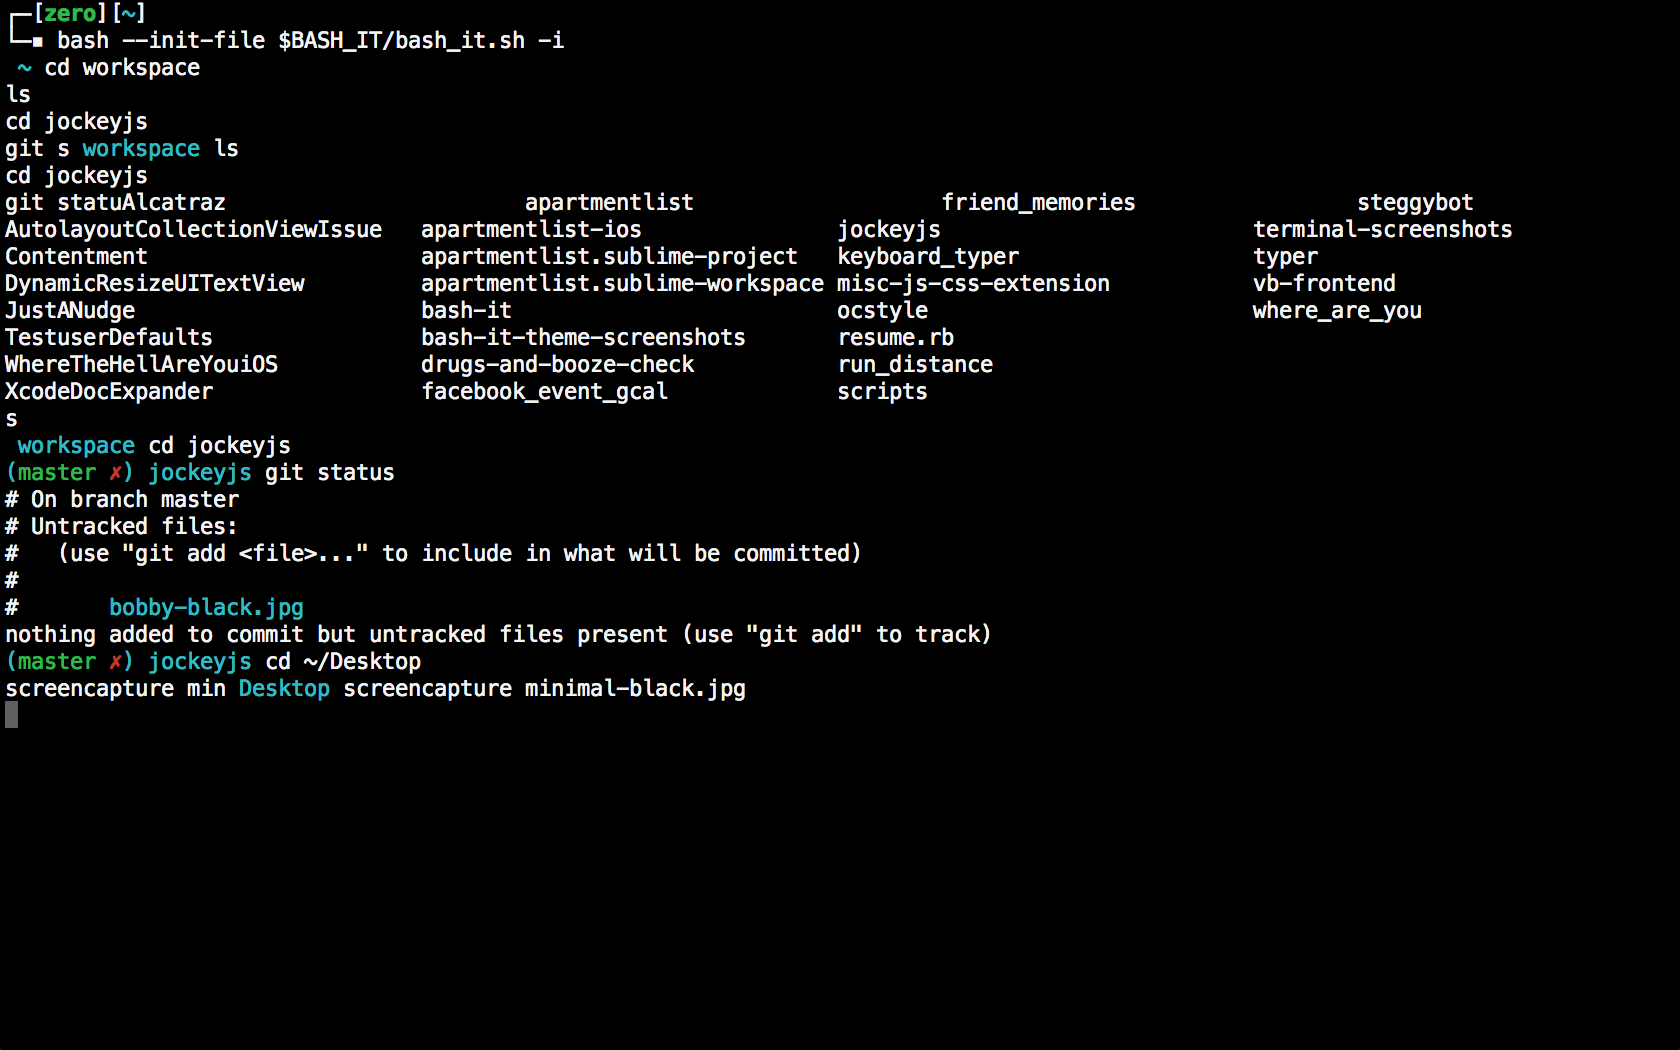 ┌─[zero][~]
└─▪ bash --init-file $BASH_IT/bash_it.sh -i
 ~ cd workspace
ls
cd jockeyjs
git s workspace ls
cd jockeyjs
git statuAlcatraz                       apartmentlist                   friend_memories                 steggybot
AutolayoutCollectionViewIssue   apartmentlist-ios               jockeyjs                        terminal-screenshots
Contentment                     apartmentlist.sublime-project   keyboard_typer                  typer
DynamicResizeUITextView         apartmentlist.sublime-workspace misc-js-css-extension           vb-frontend
JustANudge                      bash-it                         ocstyle                         where_are_you
TestuserDefaults                bash-it-theme-screenshots       resume.rb
WhereTheHellAreYouiOS           drugs-and-booze-check           run_distance
XcodeDocExpander                facebook_event_gcal             scripts
s
 workspace cd jockeyjs
(master ✗) jockeyjs git status
# On branch master
# Untracked files:
#   (use "git add <file>..." to include in what will be committed)
#
#       bobby-black.jpg
nothing added to commit but untracked files present (use "git add" to track)
(master ✗) jockeyjs cd ~/Desktop
screencapture min Desktop screencapture minimal-black.jpg